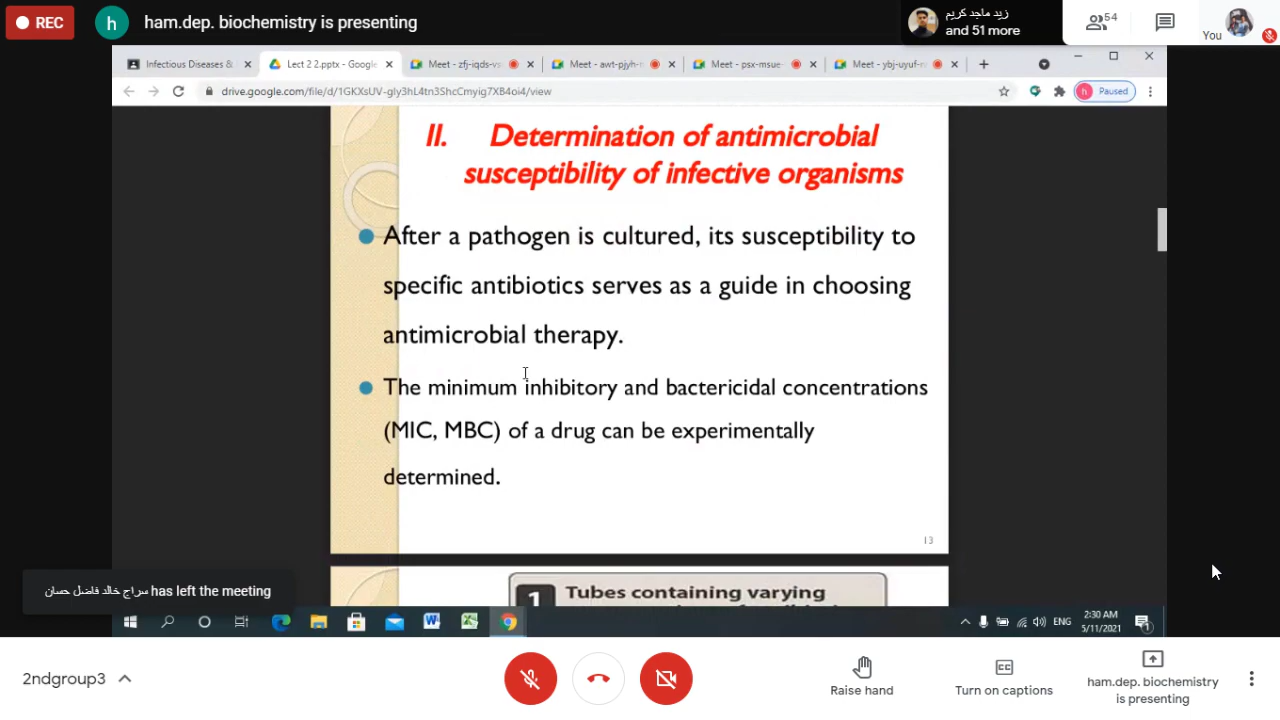 REC
h
ham.dep. biochemistry is presenting
زيد ماجد كريم
and 51 more
54
You
Infectious Diseases &
Lect 2 2.pptx - Google
Meet - zfj-iqds-vs
Meet - awt-pjyh-
Meet - psx-msue-
Meet - ybj-uyuf-r
drive.google.com/file/d/1GKXsUV-gly3hL4tn3ShcCmyig7XB4oi4/view
h
Paused
II. Determination of antimicrobial
susceptibility of infective organisms
After a pathogen is cultured, its susceptibility to
specific antibiotics serves as a guide in choosing
antimicrobial therapy.
The minimum inhibitory and bactericidal concentrations
(MIC, MBC) of a drug can be experimentally
determined.
13
1 Tubes containing varying
سراج خالد فاضل حسان has left the meeting
ENG
2:30 AM
5/11/2021
1
2ndgroup3
Raise hand
Turn on captions
ham.dep. biochemistry
is presenting